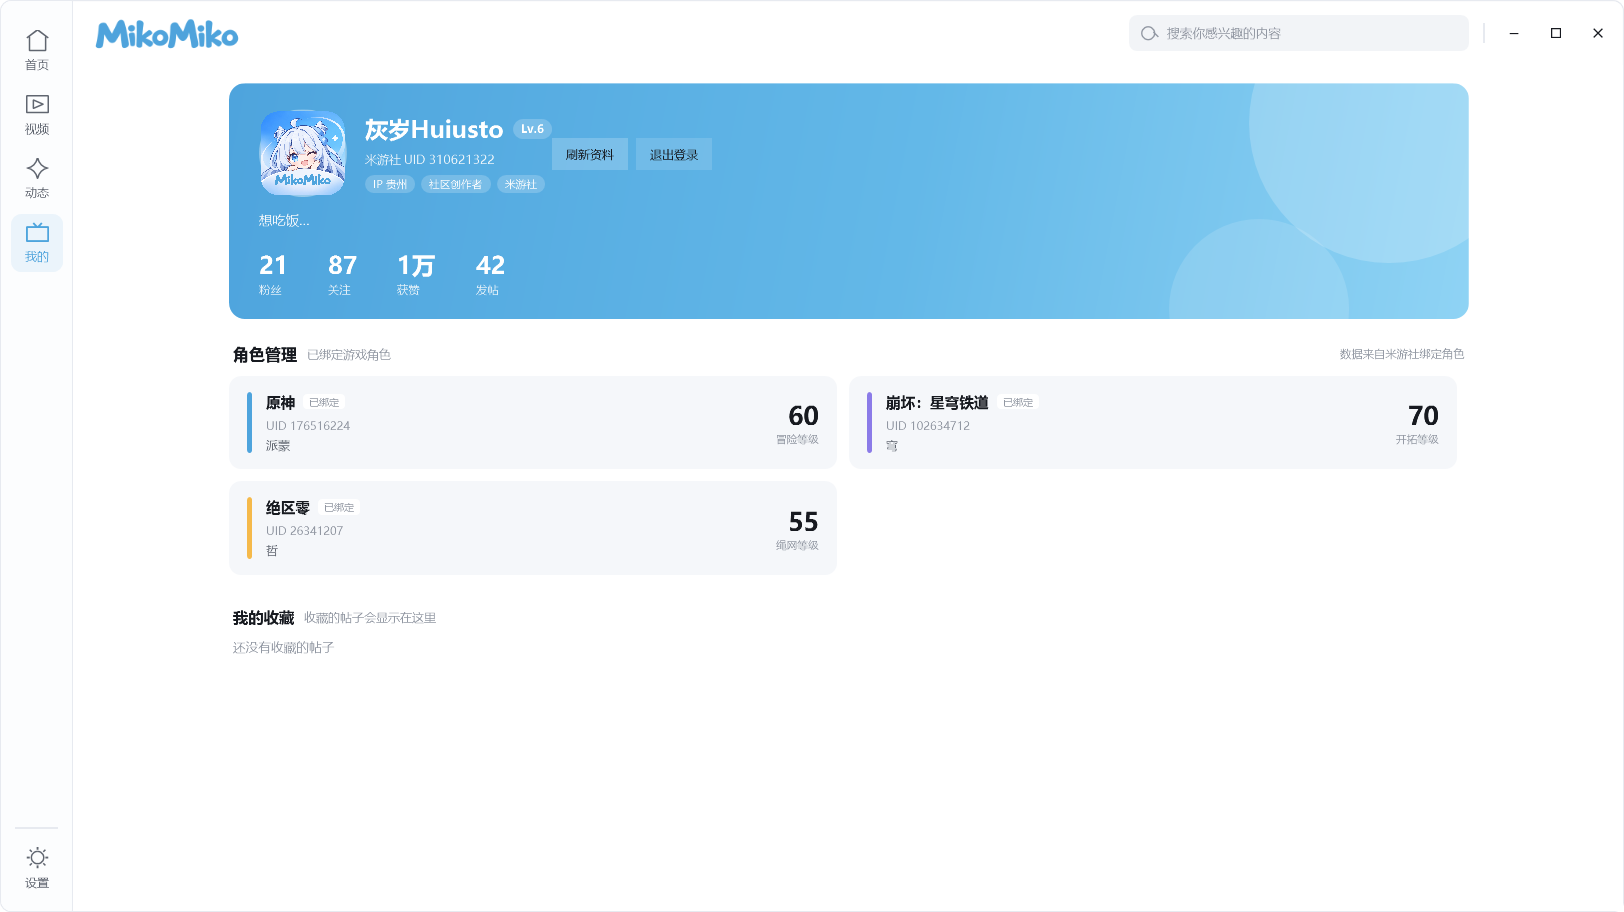 MikoMiko
搜索你感兴趣的内容
首页
视频
动态
我的
设置
MikoMiko
灰岁Huiusto Lv.6
米游社 UID 310621322
IP 贵州 社区创作者 米游社
刷新资料 退出登录
想吃饭...
21 87 1万 42
粉丝 关注 获赞 发帖
角色管理 已绑定游戏角色 数据来自米游社绑定角色
原神 已绑定
UID 176516224
派蒙
60
冒险等级
崩坏：星穹铁道 已绑定
UID 102634712
穹
70
开拓等级
绝区零 已绑定
UID 26341207
哲
55
绳网等级
我的收藏 收藏的帖子会显示在这里
还没有收藏的帖子